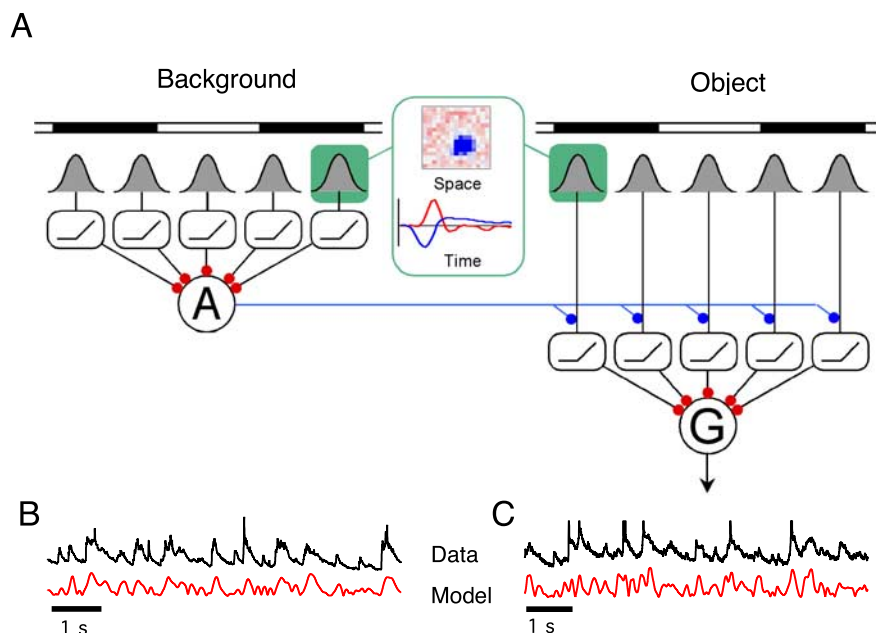 A
Background
Object
Space
Time
A
G
B
C
Data
Model
1 s
1 s